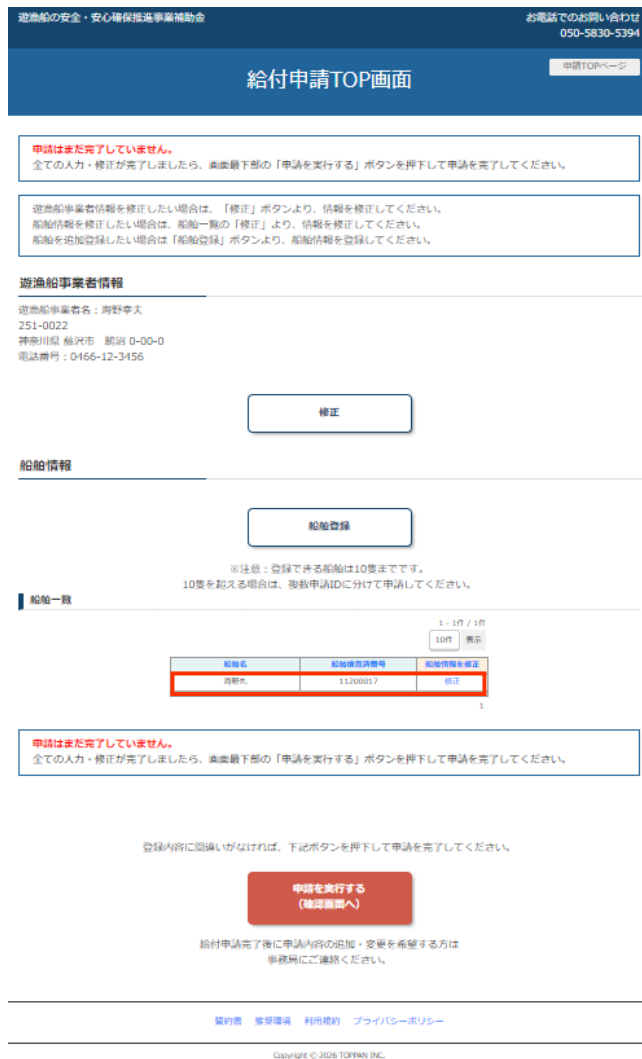 遊漁船の安全・安心確保推進事業補助金
お電話でのお問い合わせ
050-5830-5394
給付申請TOP画面
申請TOPページ
申請はまだ完了していません。
全ての入力・修正が完了しましたら、画面最下部の「申請を実行する」ボタンを押下して申請を完了してください。
遊漁船事業者情報を修正したい場合は、「修正」ボタンより、情報を修正してください。
船舶情報を修正したい場合は、船舶一覧の「修正」より、情報を修正してください。
船舶を追加登録したい場合は「船舶登録」ボタンより、船舶情報を登録してください。
遊漁船事業者情報
遊漁船事業者名：海野幸夫
251-0022
神奈川県 藤沢市　鵠沼 0-00-0
電話番号：0466-12-3456
修正
船舶情報
船舶登録
※注意：登録できる船舶は10隻までです。
10隻を超える場合は、複数申請IDに分けて申請してください。
船舶一覧
1 - 1件 / 1件
10件 表示
船舶名 船舶検査済番号 船舶情報を修正
海野丸 11200017 修正
1
申請はまだ完了していません。
全ての入力・修正が完了しましたら、画面最下部の「申請を実行する」ボタンを押下して申請を完了してください。
登録内容に間違いがなければ、下記ボタンを押下して申請を完了してください。
申請を実行する
（確認画面へ）
給付申請完了後に申請内容の追加・変更を希望する方は
事務局にご連絡ください。
誓約書 推奨環境 利用規約 プライバシーポリシー
Copyright © 2026 TOPPAN INC.